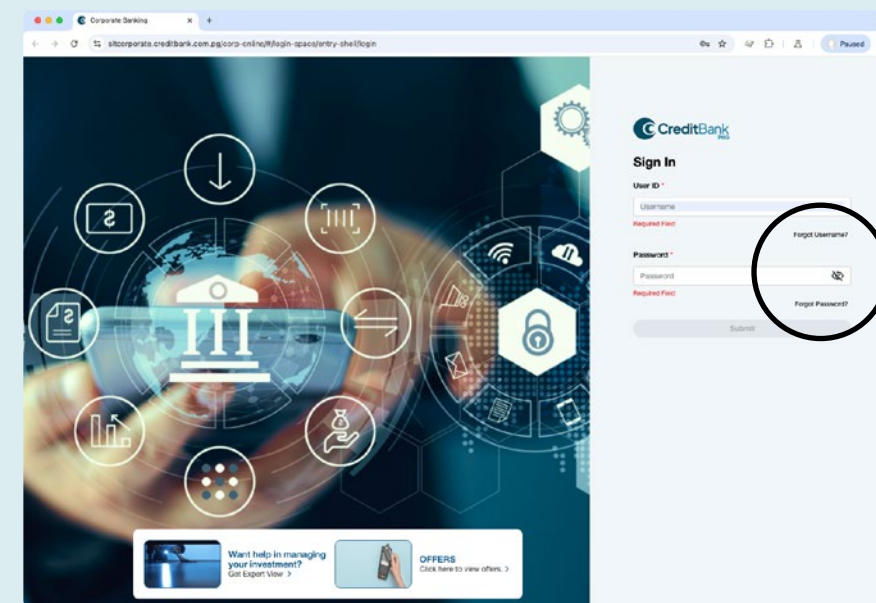 Corporate Banking
sitcorporate.creditbank.com.pg/corp-online/#/login-space/entry-shell/login
Paused
CreditBank
PNG
Sign In
User ID *
Username
Required Field
Forgot Username?
Password *
Password
Required Field
Forgot Password?
Submit
Want help in managing
your investment?
Get Expert View >
OFFERS
Click here to view offers. >